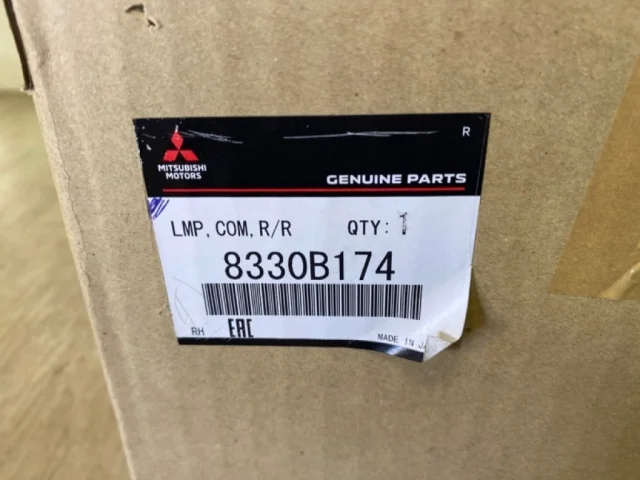 R
MITSUBISHI
MOTORS
GENUINE PARTS
LMP,COM,R/R QTY: 1
8330B174
RH EAC
MADE IN